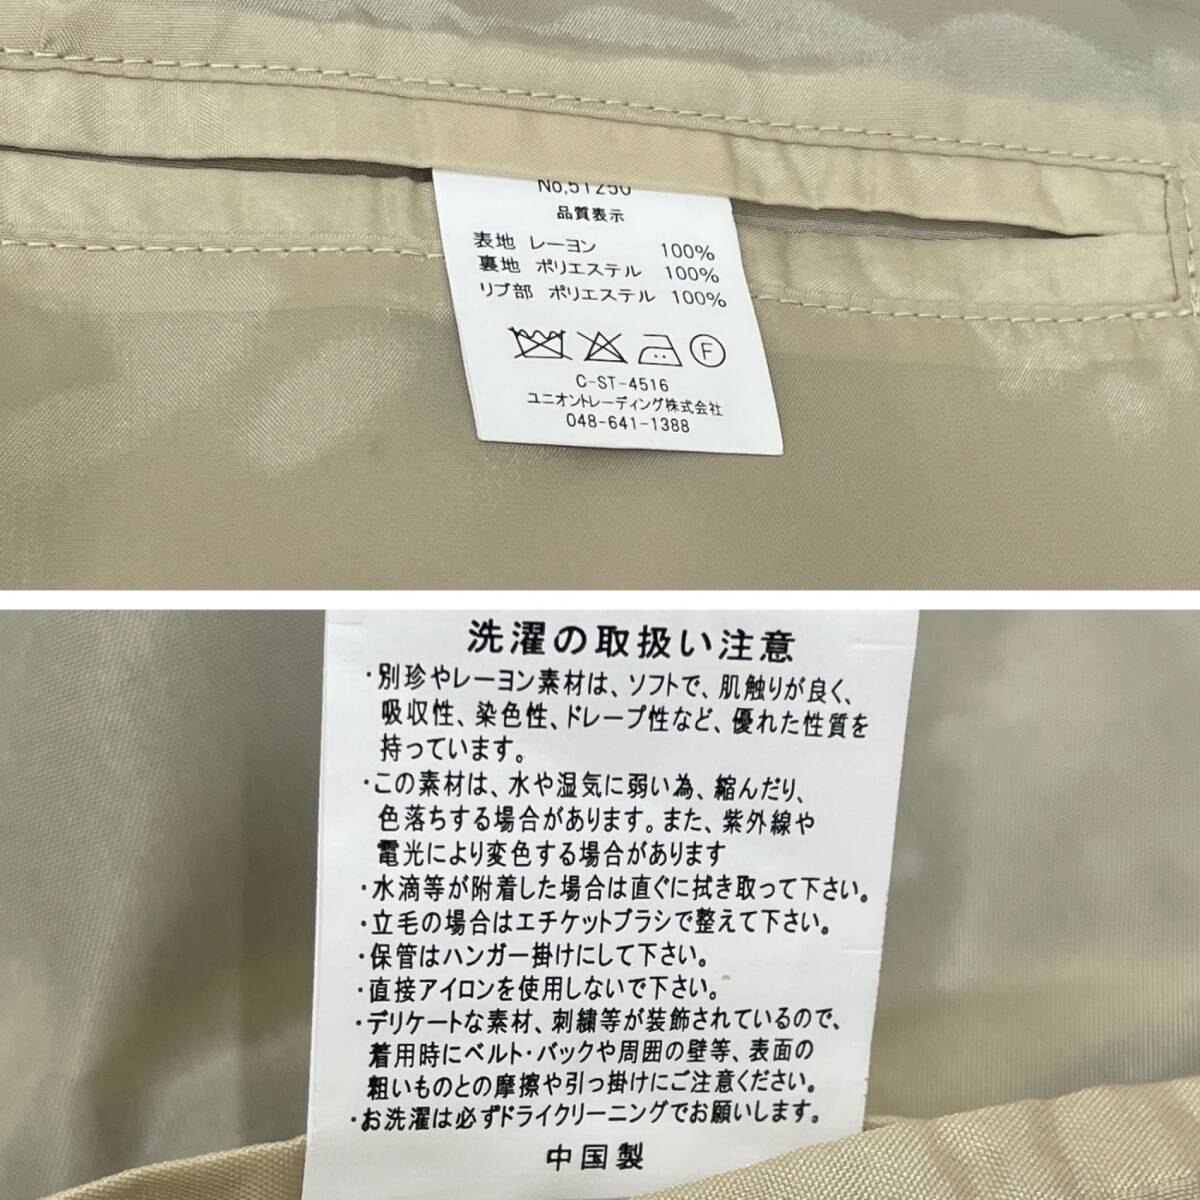 No,51250
品質表示
表地 レーヨン 100%
裏地 ポリエステル 100%
リブ部 ポリエステル 100%
F
C-ST-4516
ユニオントレーディング株式会社
048-641-1388
洗濯の取扱い注意
・別珍やレーヨン素材は、ソフトで、肌触りが良く、
吸収性、染色性、ドレープ性など、優れた性質を
持っています。
・この素材は、水や湿気に弱い為、縮んだり、
色落ちする場合があります。また、紫外線や
電光により変色する場合があります
・水滴等が附着した場合は直ぐに拭き取って下さい。
・立毛の場合はエチケットブラシで整えて下さい。
・保管はハンガー掛けにして下さい。
・直接アイロンを使用しないで下さい。
・デリケートな素材、刺繍等が装飾されているので、
着用時にベルト・バックや周囲の壁等、表面の
粗いものとの摩擦や引っ掛けにご注意ください。
・お洗濯は必ずドライクリーニングでお願いします。
中国製